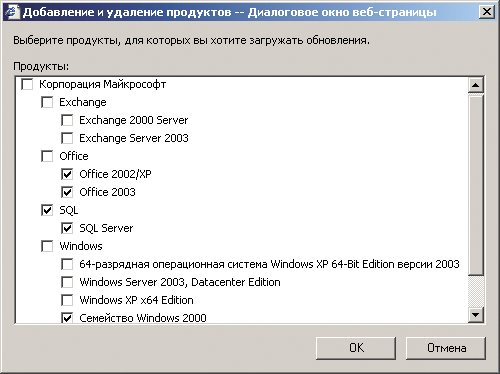 Добавление и удаление продуктов -- Диалоговое окно веб-страницы
Выберите продукты, для которых вы хотите загружать обновления.
Продукты:
Корпорация Майкрософт
Exchange
Exchange 2000 Server
Exchange Server 2003
Office
Office 2002/XP
Office 2003
SQL
SQL Server
Windows
64-разрядная операционная система Windows XP 64-Bit Edition версии 2003
Windows Server 2003, Datacenter Edition
Windows XP x64 Edition
Семейство Windows 2000
OK Отмена